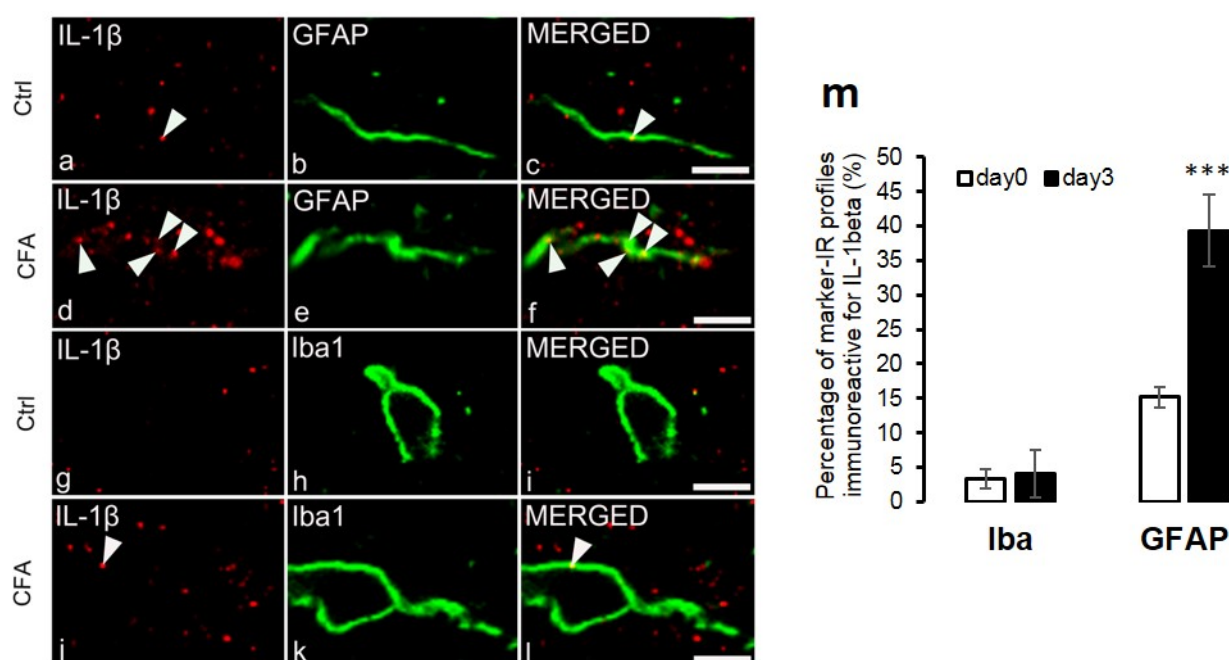 IL-1β GFAP MERGED
Ctrl
a b c
IL-1β GFAP MERGED
CFA
d e f
IL-1β Iba1 MERGED
Ctrl
g h i
IL-1β Iba1 MERGED
CFA
j k l
m
Percentage of marker-IR profiles
immunoreactive for IL-1beta (%)
50
45
40
35
30
25
20
15
10
5
0
day0 day3
***
Iba GFAP